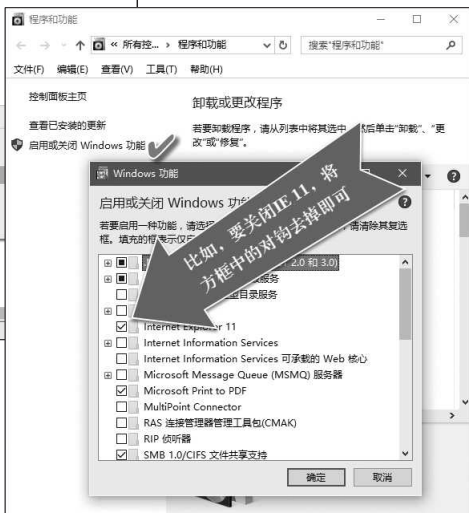 程序和功能
« 所有控... › 程序和功能
搜索"程序和功能"
文件(F) 编辑(E) 查看(V) 工具(T) 帮助(H)
控制面板主页
查看已安装的更新
启用或关闭 Windows 功能
卸载或更改程序
若要卸载程序，请从列表中将其选中，然后单击"卸载"、"更
改"或"修复"。
Windows 功能
启用或关闭 Windows 功
若要启用一种功能，请选
请清除其复选
框。填充的框表示仅
比如，要关闭IE 11，将
方框中的对钩去掉即可
2.0 和 3.0)
服务
目录服务
Internet Explorer 11
Internet Information Services
Internet Information Services 可承载的 Web 核心
Microsoft Message Queue (MSMQ) 服务器
Microsoft Print to PDF
MultiPoint Connector
RAS 连接管理器管理工具包(CMAK)
RIP 侦听器
SMB 1.0/CIFS 文件共享支持
确定 取消